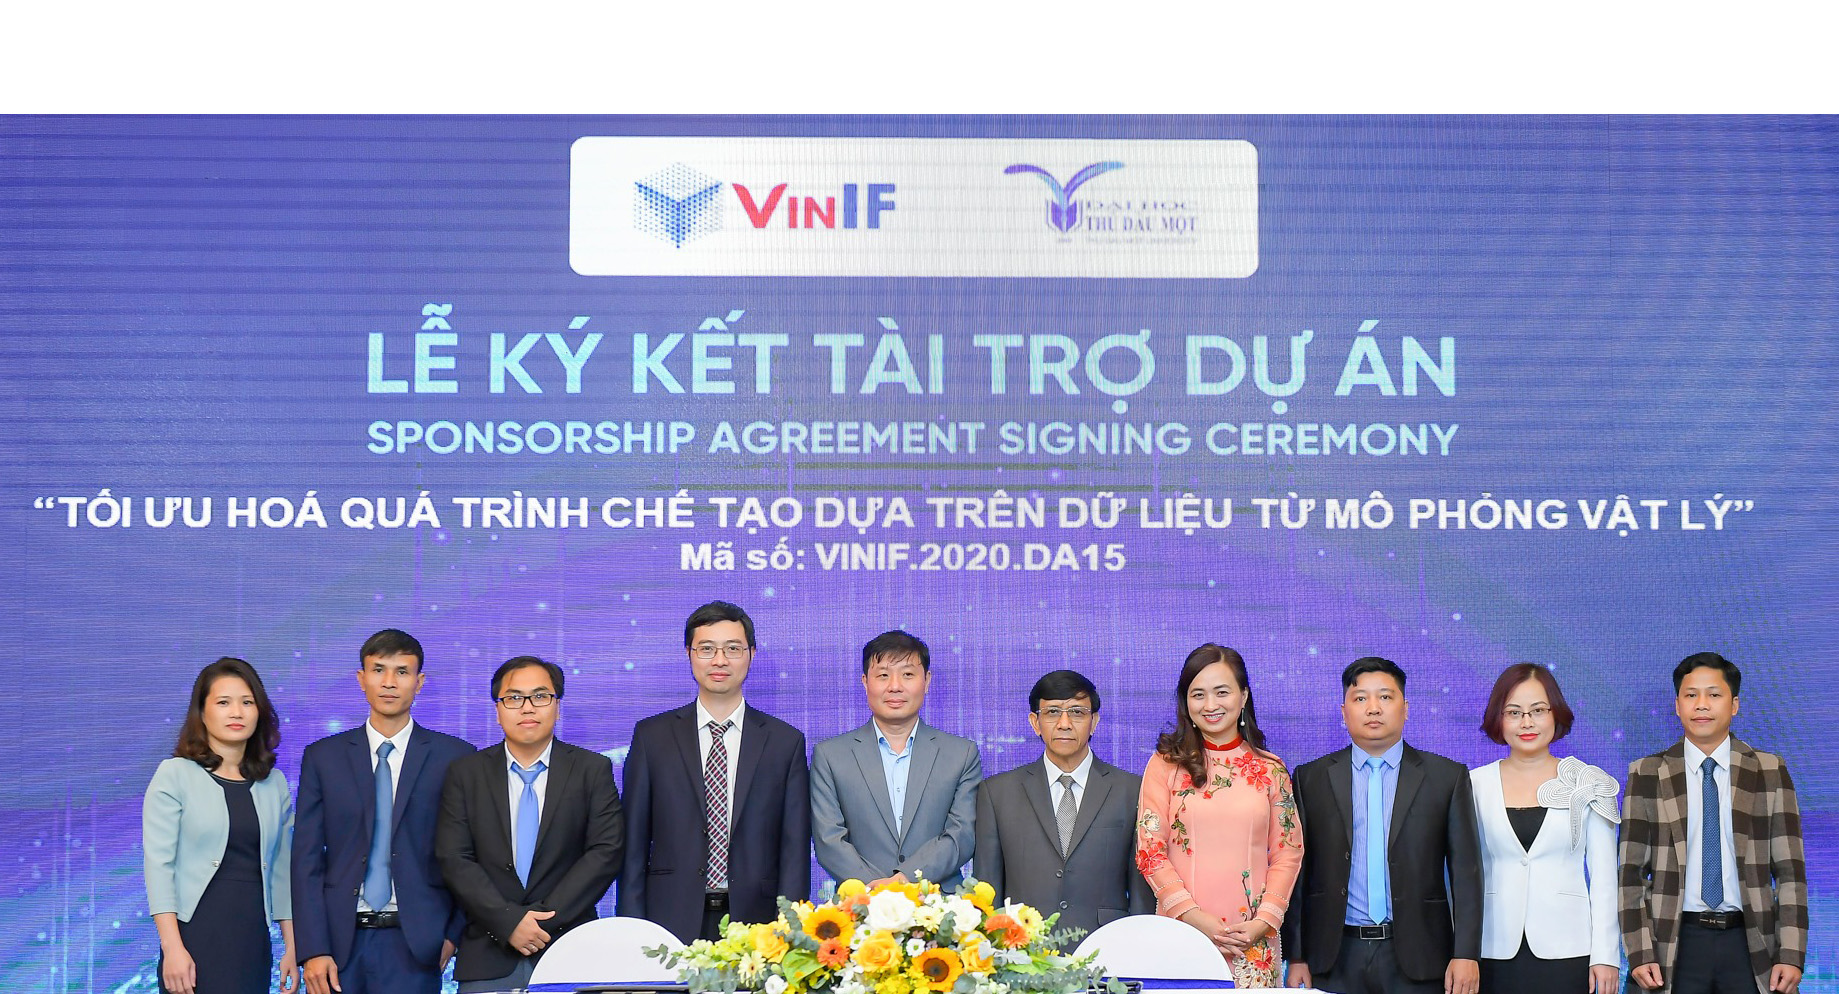 VINIF
ĐẠI HỌC
THỦ DẦU MỘT
LỄ KÝ KẾT TÀI TRỢ DỰ ÁN
SPONSORSHIP AGREEMENT SIGNING CEREMONY
“TỐI ƯU HOÁ QUÁ TRÌNH CHẾ TẠO DỰA TRÊN DỮ LIỆU TỪ MÔ PHỎNG VẬT LÝ”
Mã số: VINIF.2020.DA15